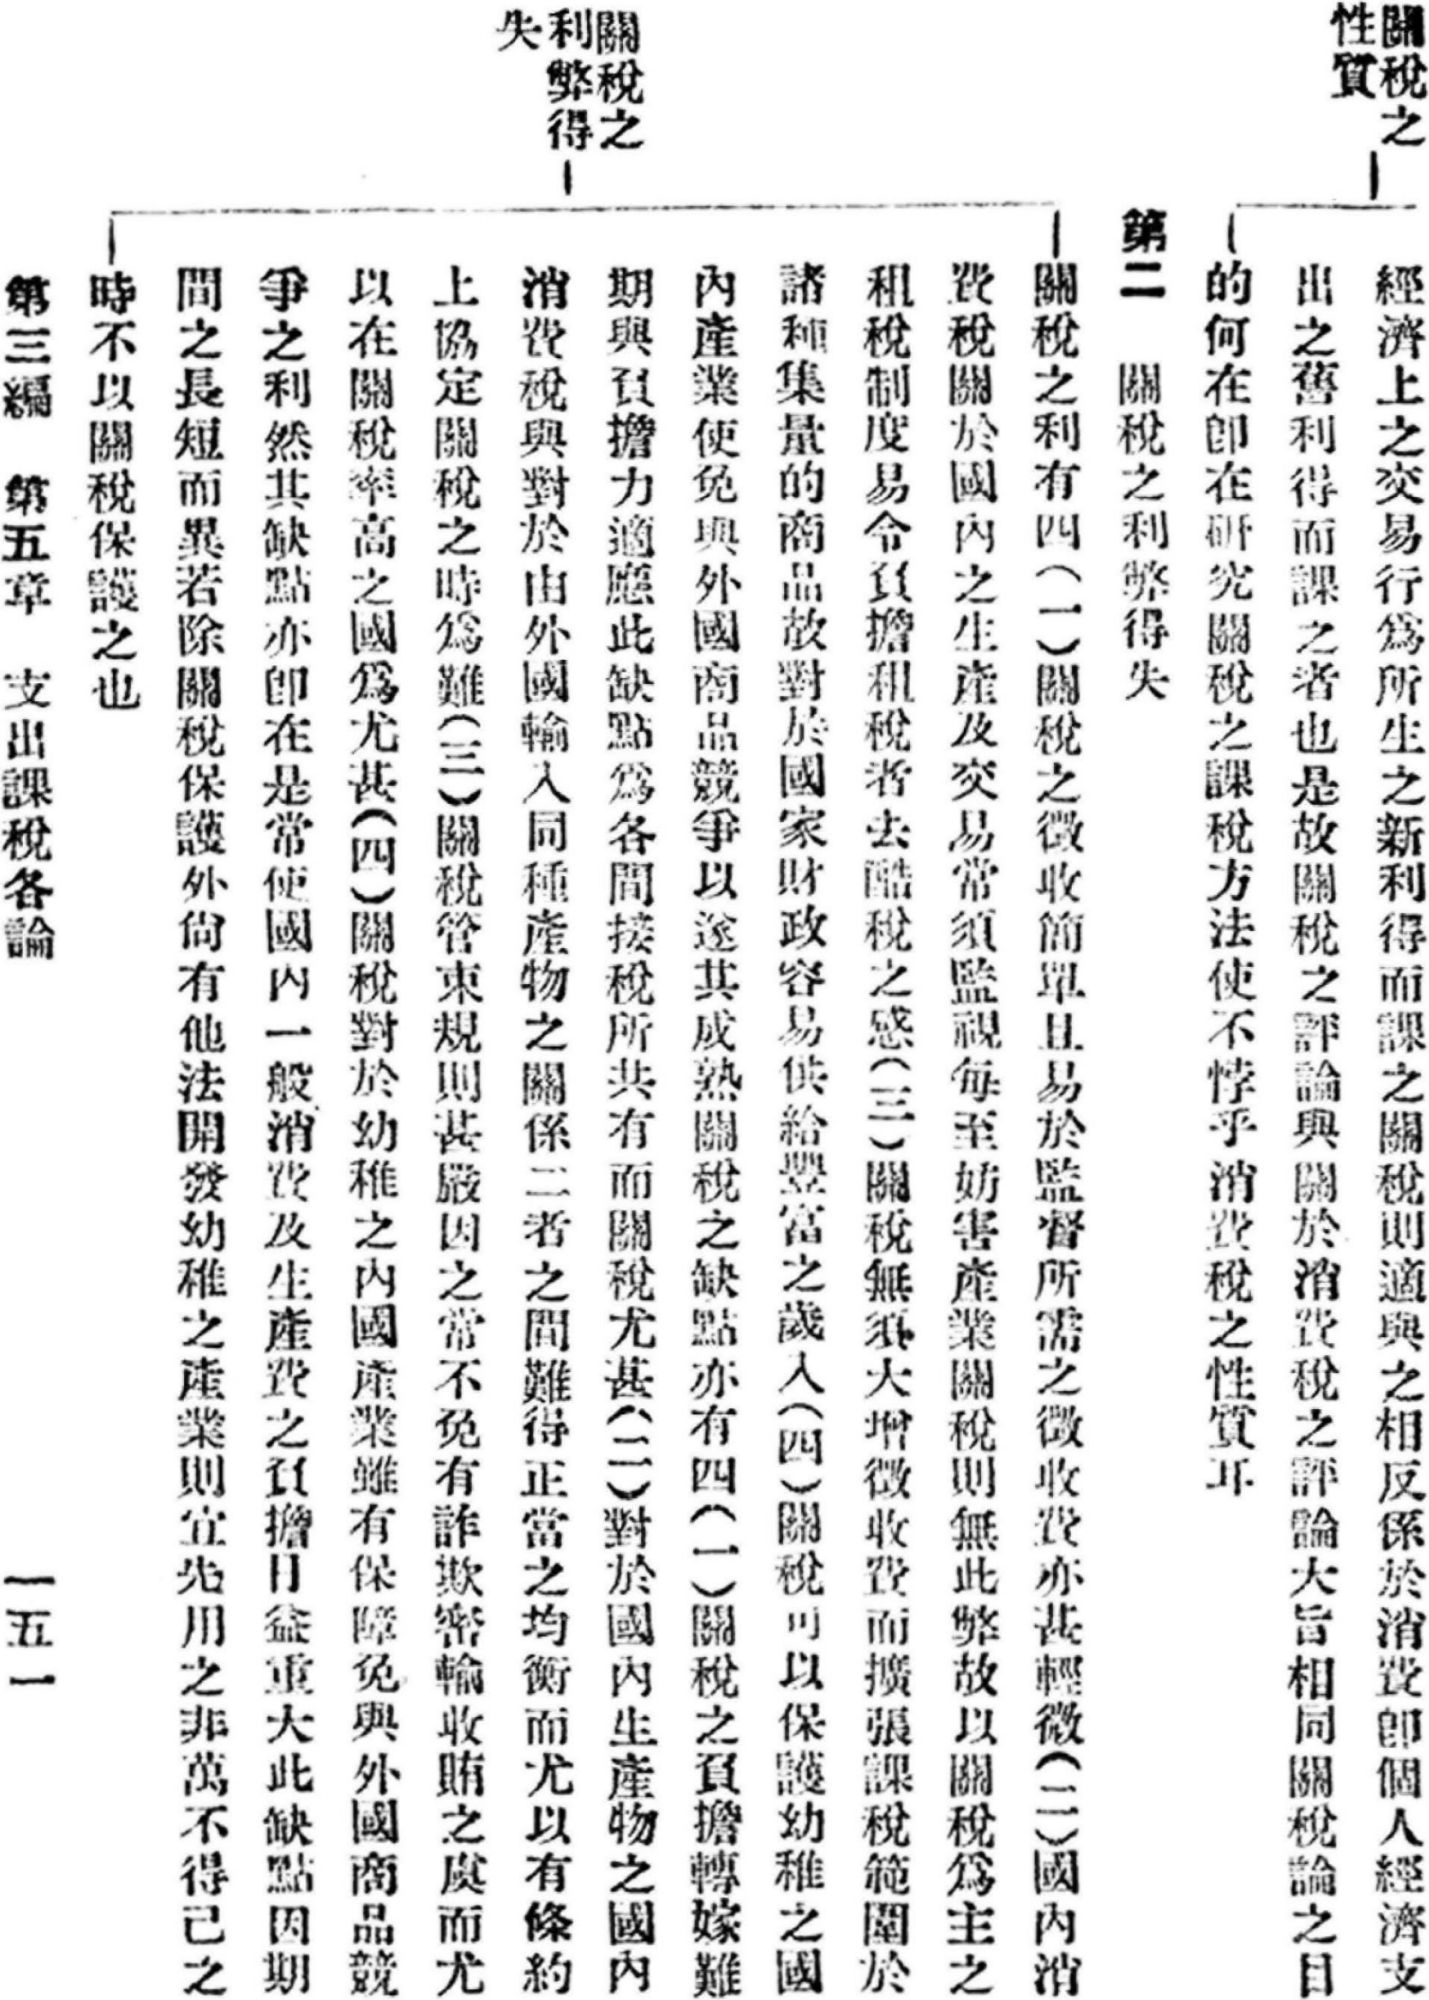 關稅之
性質
經濟上之交易行爲所生之新利得而課之關稅則適與之相反係於消費卽個人經濟支
出之舊利得而課之者也是故關稅之評論與關於消費稅之評論大旨相同關稅論之目
的何在卽在研究關稅之課稅方法使不悖乎消費稅之性質耳
第二　關稅之利弊得失
關稅之
利弊得
失
關稅之利有四(一)關稅之徵收簡單且易於監督所需之徵收費亦甚輕微(二)國內消
費稅關於國內之生產及交易常須監視每至妨害產業關稅則無此弊故以關稅爲主之
租稅制度易令負擔租稅者去酷稅之感(三)關稅無須大增徵收費而擴張課稅範圍於
諸種集量的商品故對於國家財政容易供給豐富之歲入(四)關稅可以保護幼稚之國
內產業使免與外國商品競爭以遂其成熟關稅之缺點亦有四(一)關稅之負擔轉嫁難
期與負擔力適應此缺點爲各間接稅所共有而關稅尤甚(二)對於國內生產物之國內
消費稅與對於由外國輸入同種產物之關係二者之間難得正當之均衡而尤以有條約
上協定關稅之時爲難(三)關稅管束規則甚嚴因之常不免有詐欺密輸收賄之虞而尤
以在關稅率高之國爲尤甚(四)關稅對於幼稚之內國產業雖有保障免與外國商品競
爭之利然其缺點亦卽在是常使國內一般消費及生產費之負擔日益重大此缺點因期
間之長短而異若除關稅保護外尙有他法開發幼稚之產業則宜先用之非萬不得已之
時不以關稅保護之也
第三編　第五章　支出課稅各論　一五一